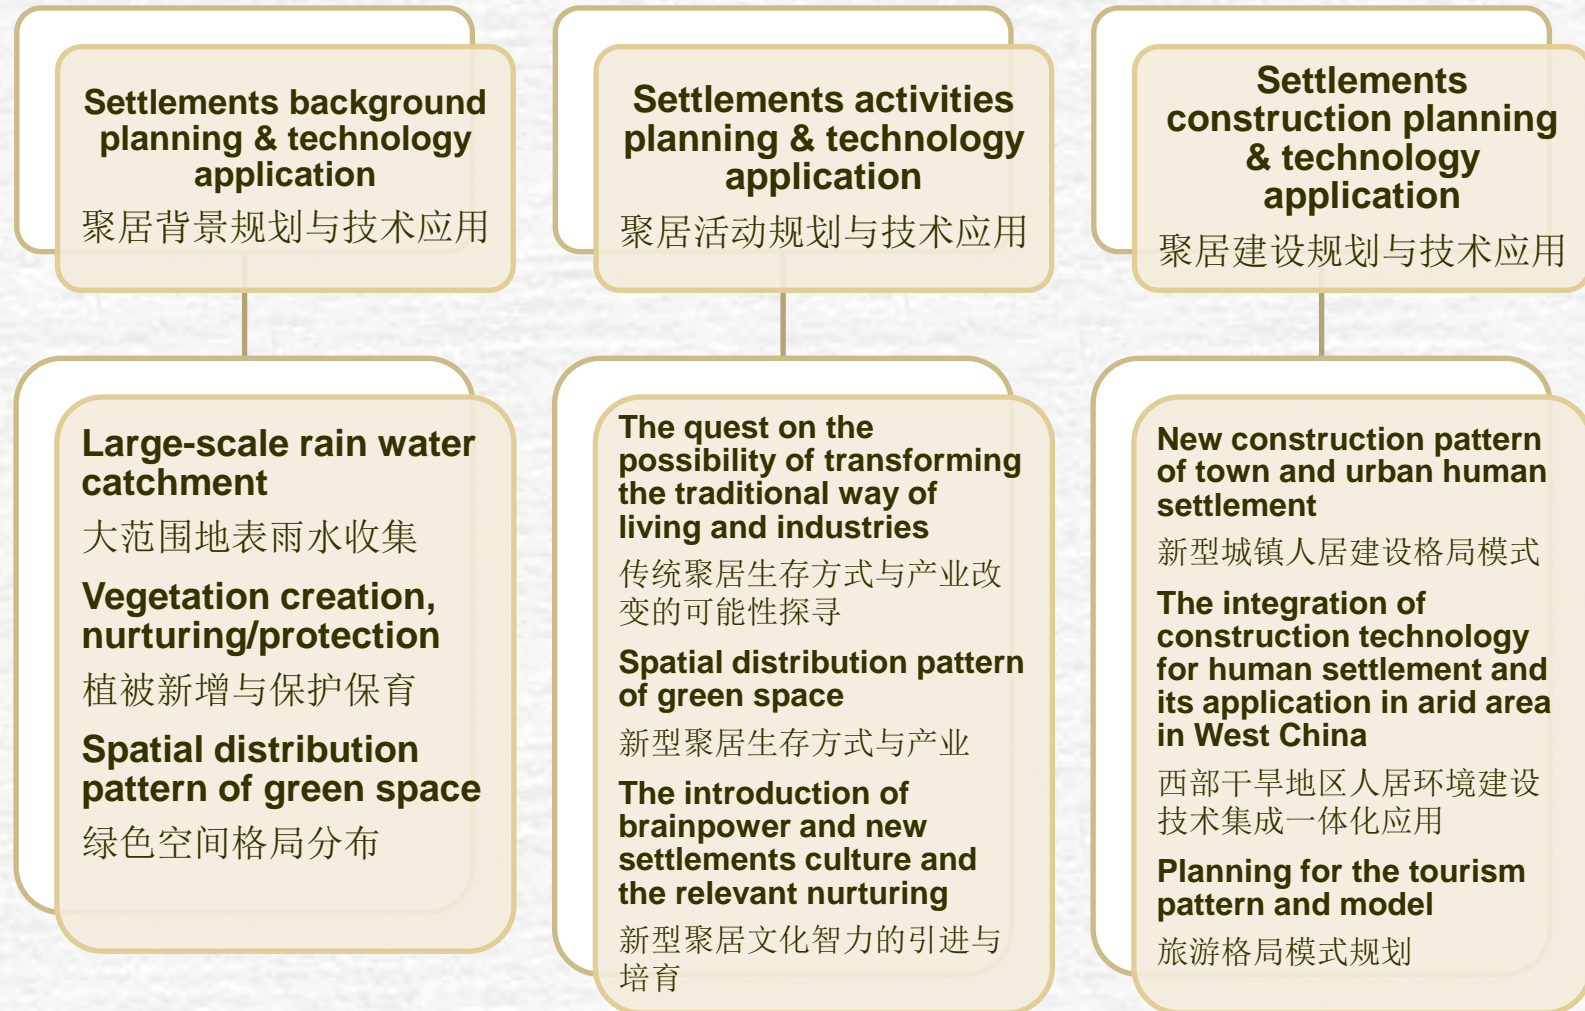 Settlements background
planning & technology
application
聚居背景规划与技术应用
Large-scale rain water
catchment
大范围地表雨水收集
Vegetation creation,
nurturing/protection
植被新增与保护保育
Spatial distribution
pattern of green space
绿色空间格局分布
Settlements activities
planning & technology
application
聚居活动规划与技术应用
The quest on the
possibility of transforming
the traditional way of
living and industries
传统聚居生存方式与产业改
变的可能性探寻
Spatial distribution pattern
of green space
新型聚居生存方式与产业
The introduction of
brainpower and new
settlements culture and
the relevant nurturing
新型聚居文化智力的引进与
培育
Settlements
construction planning
& technology
application
聚居建设规划与技术应用
New construction pattern
of town and urban human
settlement
新型城镇人居建设格局模式
The integration of
construction technology
for human settlement and
its application in arid area
in West China
西部干旱地区人居环境建设
技术集成一体化应用
Planning for the tourism
pattern and model
旅游格局模式规划